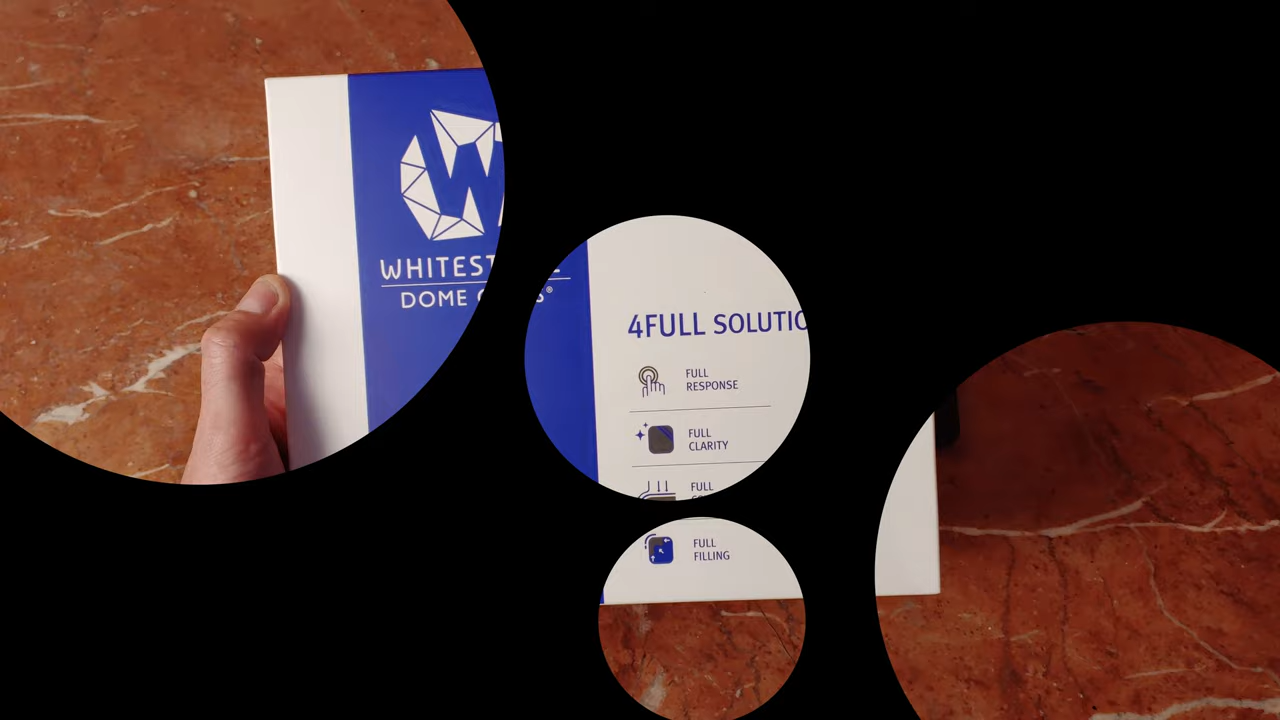 WHITEST
DOME
®
4FULL SOLUTIO
FULL
RESPONSE
FULL
CLARITY
FULL
FULL
FILLING